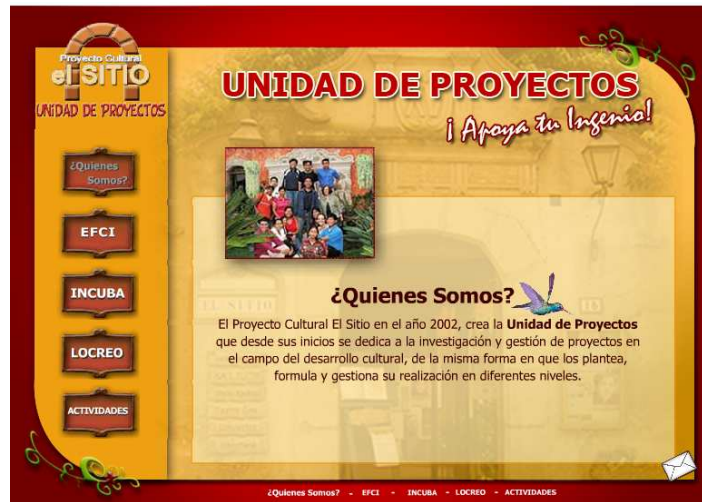 Proyecto Cultural
el SITIO
UNIDAD DE PROYECTOS
¿Quienes
Somos?
EFCI
INCUBA
LOCREO
ACTIVIDADES
UNIDAD DE PROYECTOS
¡ Apoya tu Ingenio!
EL SITIO
¿Quienes Somos?
El Proyecto Cultural El Sitio en el año 2002, crea la Unidad de Proyectos
que desde sus inicios se dedica a la investigación y gestión de proyectos en
el campo del desarrollo cultural, de la misma forma en que los plantea,
formula y gestiona su realización en diferentes niveles.
¿Quienes Somos? - EFCI - INCUBA - LOCREO - ACTIVIDADES